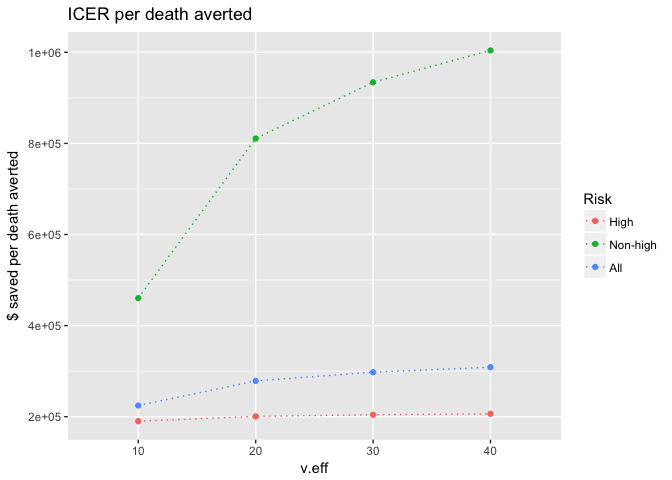 ICER per death averted
$ saved per death averted
1e+06
8e+05
6e+05
4e+05
2e+05
10
20
30
40
v.eff
Risk
High
Non-high
All